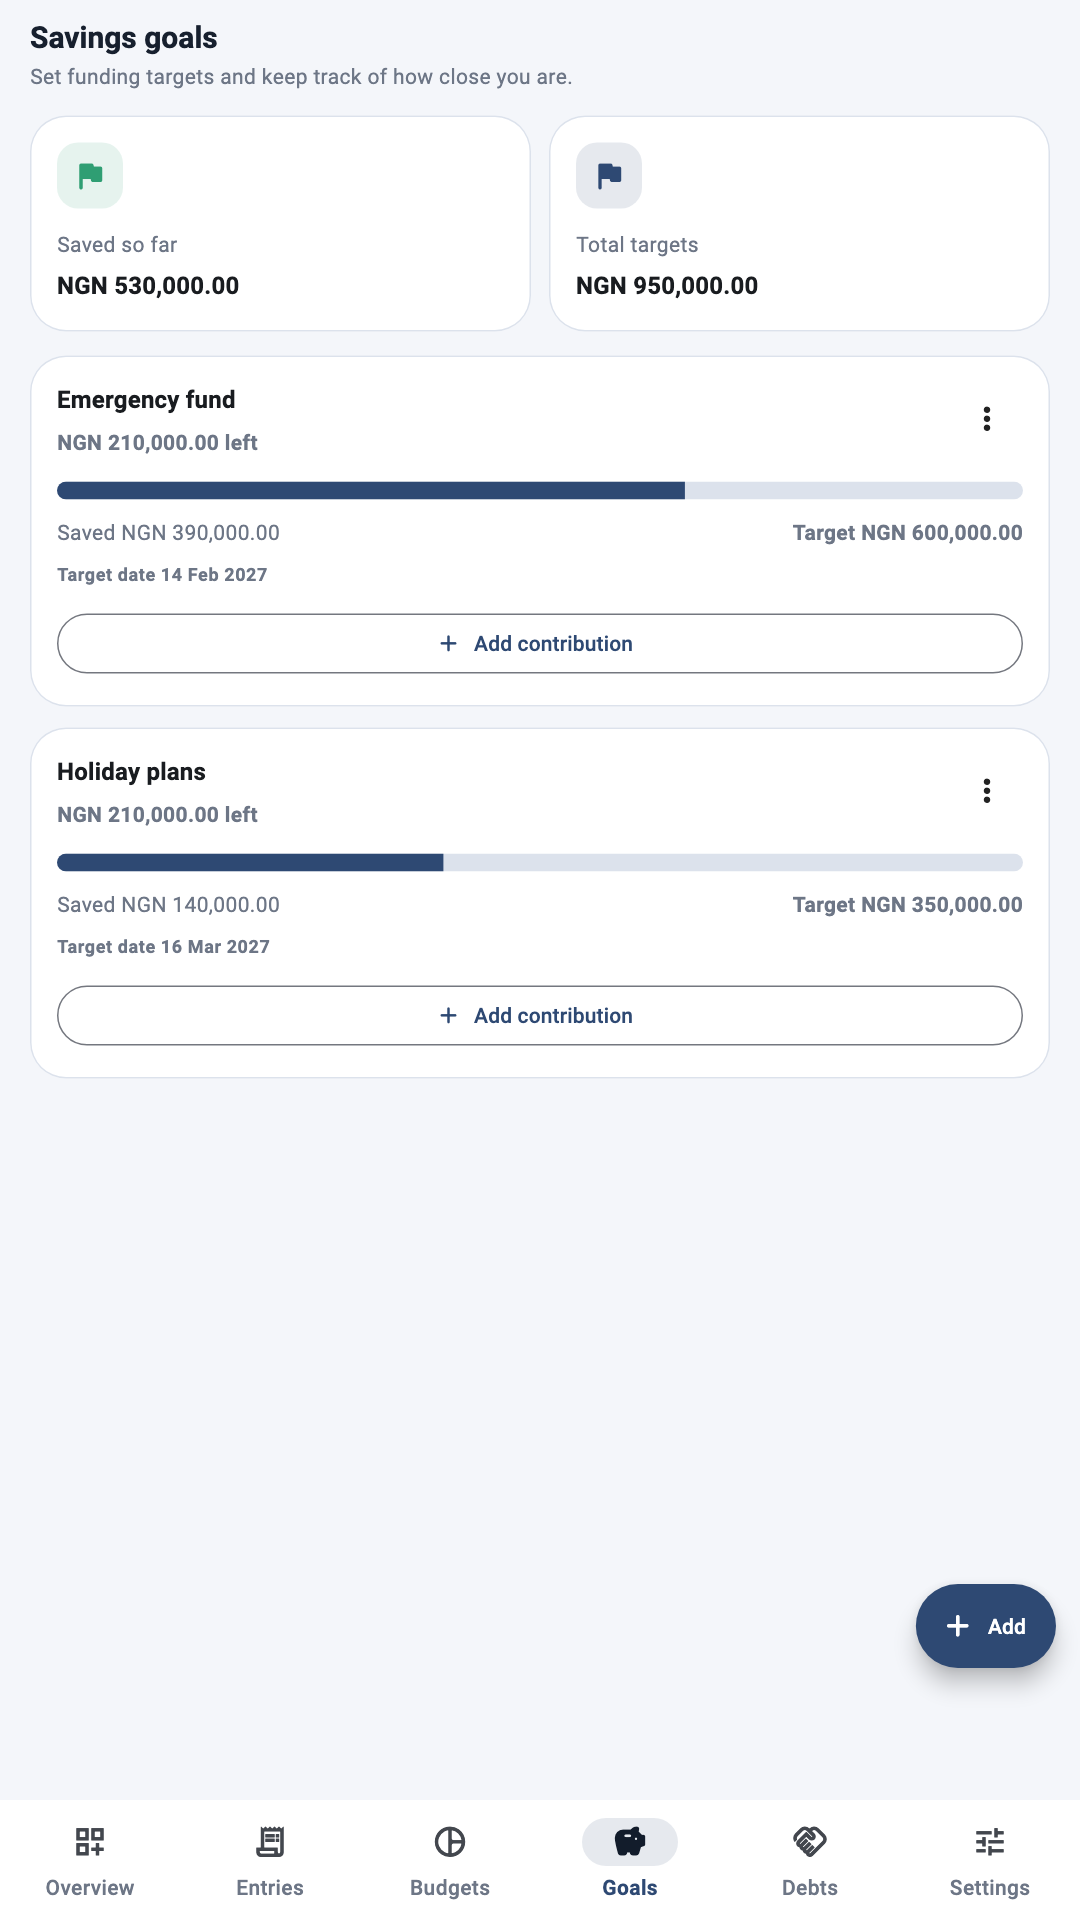 Savings goals
Set funding targets and keep track of how close you are.
Saved so far
NGN 530,000.00
Total targets
NGN 950,000.00
Emergency fund
NGN 210,000.00 left
Saved NGN 390,000.00
Target NGN 600,000.00
Target date 14 Feb 2027
Add contribution
Holiday plans
NGN 210,000.00 left
Saved NGN 140,000.00
Target NGN 350,000.00
Target date 16 Mar 2027
Add contribution
Add
Overview
Entries
Budgets
Goals
Debts
Settings